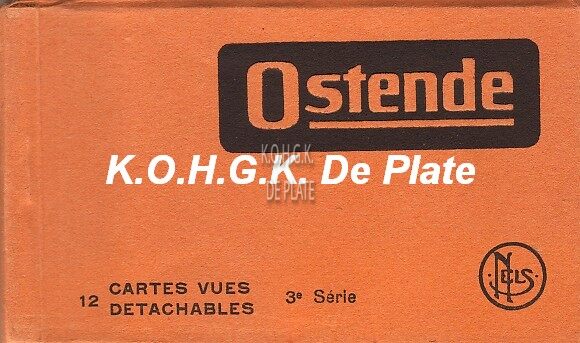 Ostende
K.O.H.G.K.
K.O.H.G.K. De Plate
DE PLATE
12 CARTES VUES
DETACHABLES
3e Série
NELS